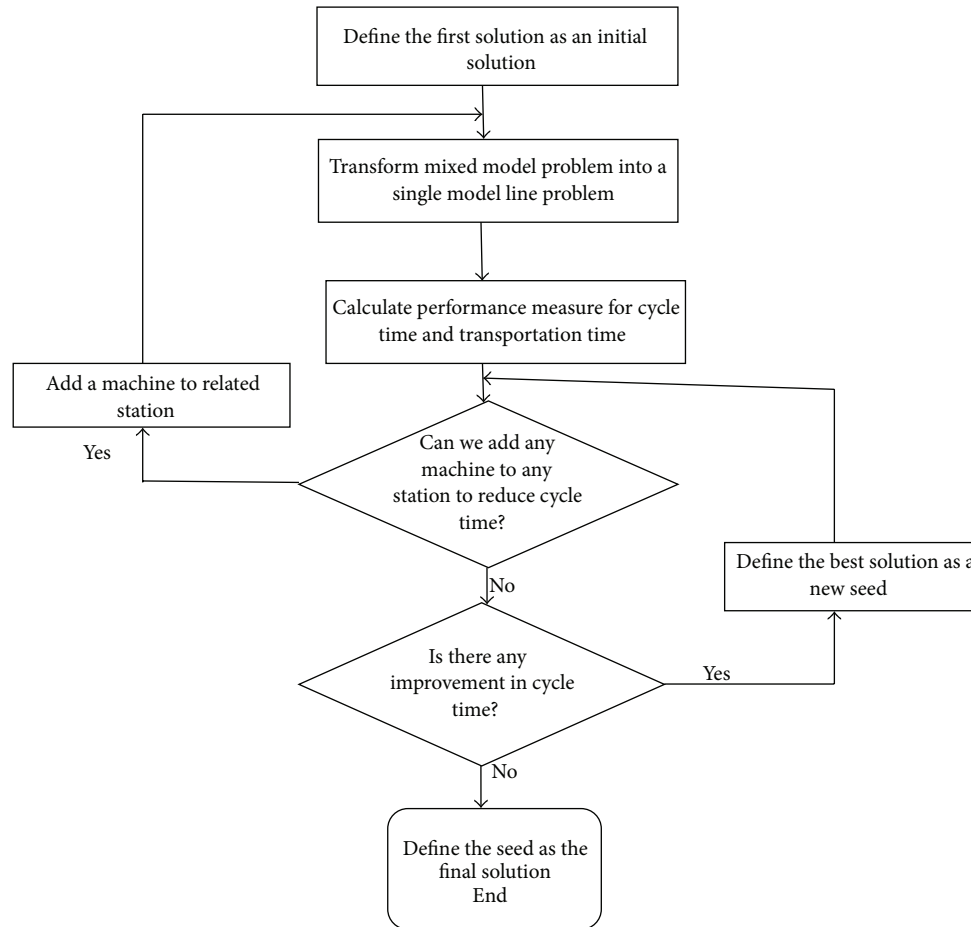 Define the first solution as an initial
solution
Transform mixed model problem into a
single model line problem
Calculate performance measure for cycle
time and transportation time
Add a machine to related
station
Yes
Can we add any
machine to any
station to reduce cycle
time?
No
Define the best solution as a
new seed
Is there any
improvement in cycle
time?
Yes
No
Define the seed as the
final solution
End